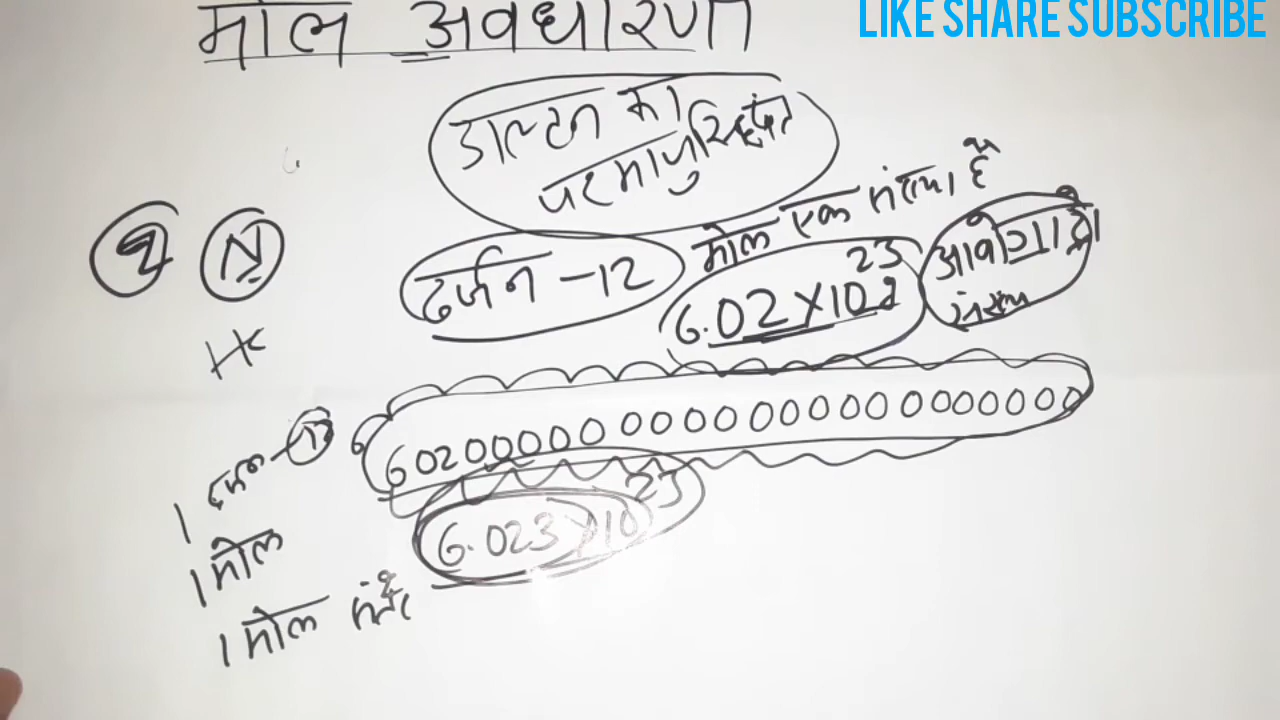 LIKE SHARE SUBSCRIBE
मोल अवधारणा
डाल्टन का
परमाणु सिद्धांत
मोल एक संख्या है
N
दर्जन - 12
6.02 X 10 23
आवोगाद्रो
संख्या
6020000000000000000000
1 दर्जन - 12
6.023 X 10 23
1 मोल
1 मोल